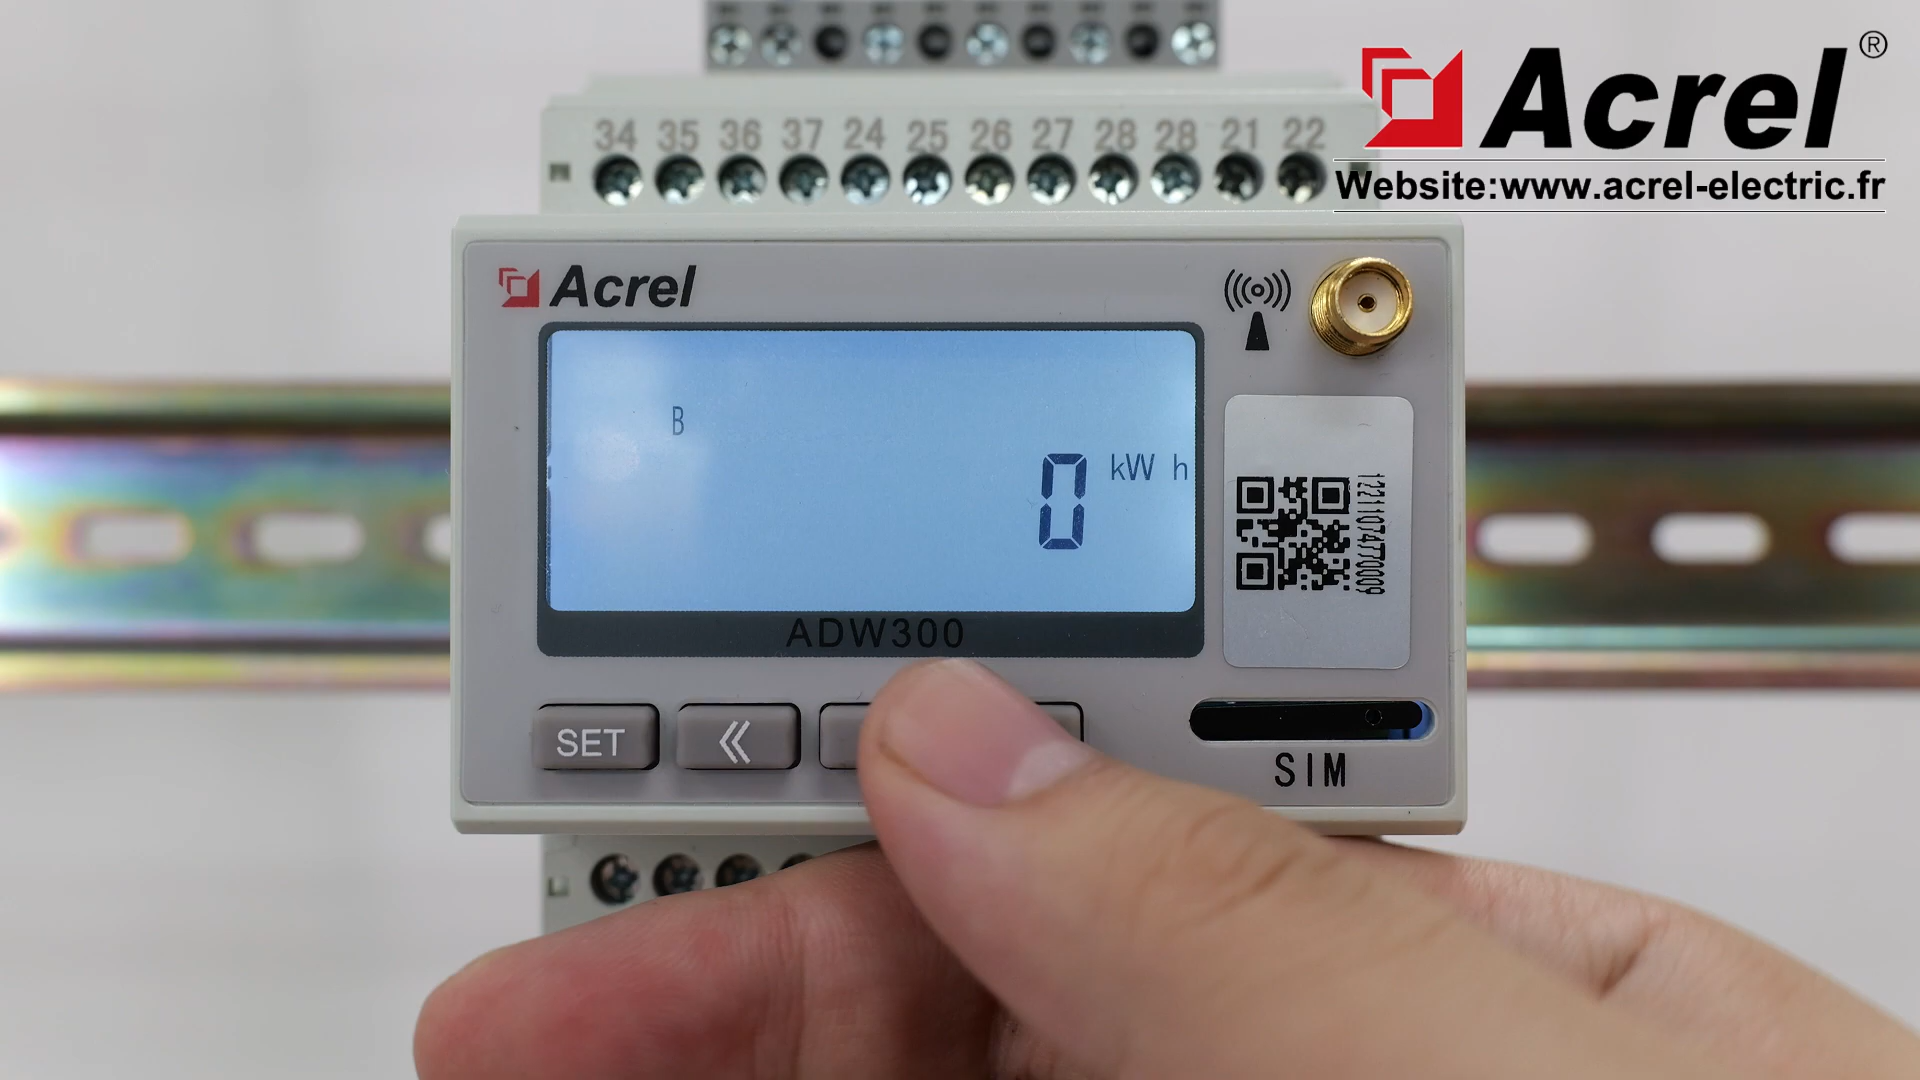 Acrel ®
Website:www.acrel-electric.fr
34 35 36 37 24 25 26 27 28 28 21 22
Acrel
B
0 kW h
12211074770009
ADW300
SET
SIM